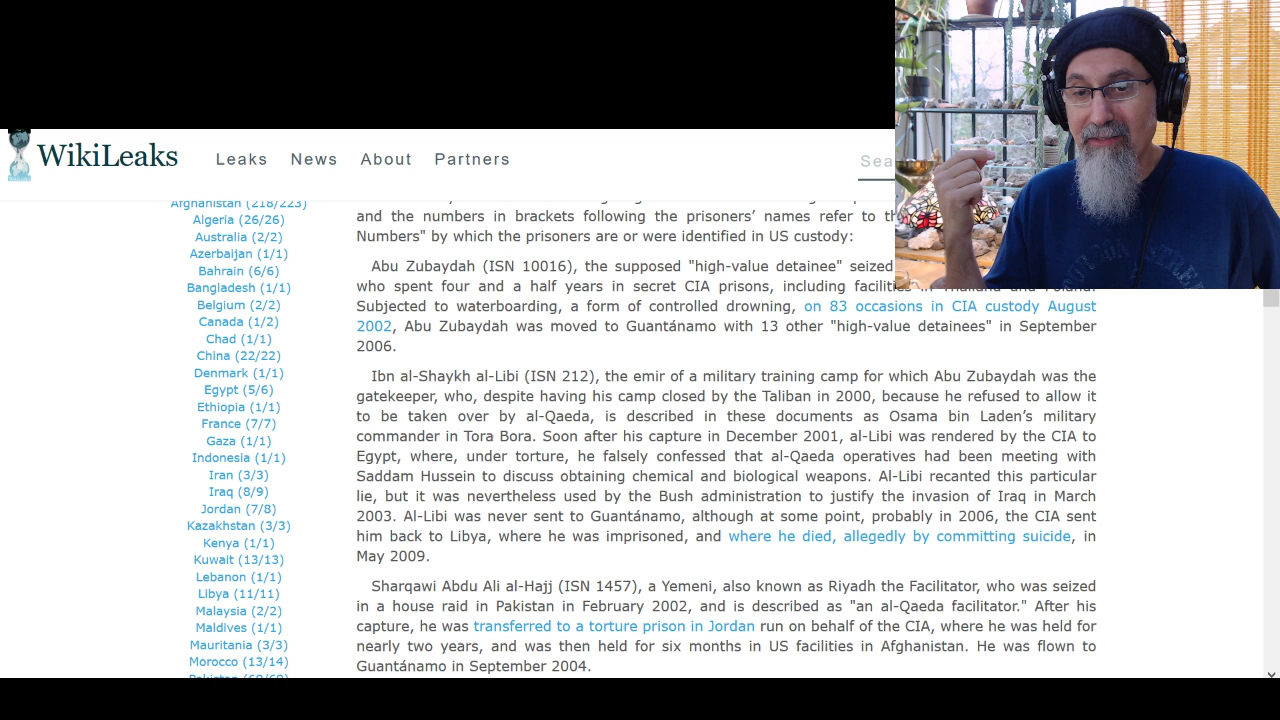 WikiLeaks
Leaks News About Partners
Sea
Afghanistan (218/223)
Algeria (26/26)
Australia (2/2)
Azerbaijan (1/1)
Bahrain (6/6)
Bangladesh (1/1)
Belgium (2/2)
Canada (1/2)
Chad (1/1)
China (22/22)
Denmark (1/1)
Egypt (5/6)
Ethiopia (1/1)
France (7/7)
Gaza (1/1)
Indonesia (1/1)
Iran (3/3)
Iraq (8/9)
Jordan (7/8)
Kazakhstan (3/3)
Kenya (1/1)
Kuwait (13/13)
Lebanon (1/1)
Libya (11/11)
Malaysia (2/2)
Maldives (1/1)
Mauritania (3/3)
Morocco (13/14)
and the numbers in brackets following the prisoners’ names refer to
Numbers" by which the prisoners are or were identified in US custody:
Abu Zubaydah (ISN 10016), the supposed "high-value detainee" seized
who spent four and a half years in secret CIA prisons, including facilities in Thailand and Poland.
Subjected to waterboarding, a form of controlled drowning, on 83 occasions in CIA custody August
2002, Abu Zubaydah was moved to Guantánamo with 13 other "high-value detainees" in September
2006.
Ibn al-Shaykh al-Libi (ISN 212), the emir of a military training camp for which Abu Zubaydah was the
gatekeeper, who, despite having his camp closed by the Taliban in 2000, because he refused to allow it
to be taken over by al-Qaeda, is described in these documents as Osama bin Laden’s military
commander in Tora Bora. Soon after his capture in December 2001, al-Libi was rendered by the CIA to
Egypt, where, under torture, he falsely confessed that al-Qaeda operatives had been meeting with
Saddam Hussein to discuss obtaining chemical and biological weapons. Al-Libi recanted this particular
lie, but it was nevertheless used by the Bush administration to justify the invasion of Iraq in March
2003. Al-Libi was never sent to Guantánamo, although at some point, probably in 2006, the CIA sent
him back to Libya, where he was imprisoned, and where he died, allegedly by committing suicide, in
May 2009.
Sharqawi Abdu Ali al-Hajj (ISN 1457), a Yemeni, also known as Riyadh the Facilitator, who was seized
in a house raid in Pakistan in February 2002, and is described as "an al-Qaeda facilitator." After his
capture, he was transferred to a torture prison in Jordan run on behalf of the CIA, where he was held for
nearly two years, and was then held for six months in US facilities in Afghanistan. He was flown to
Guantánamo in September 2004.